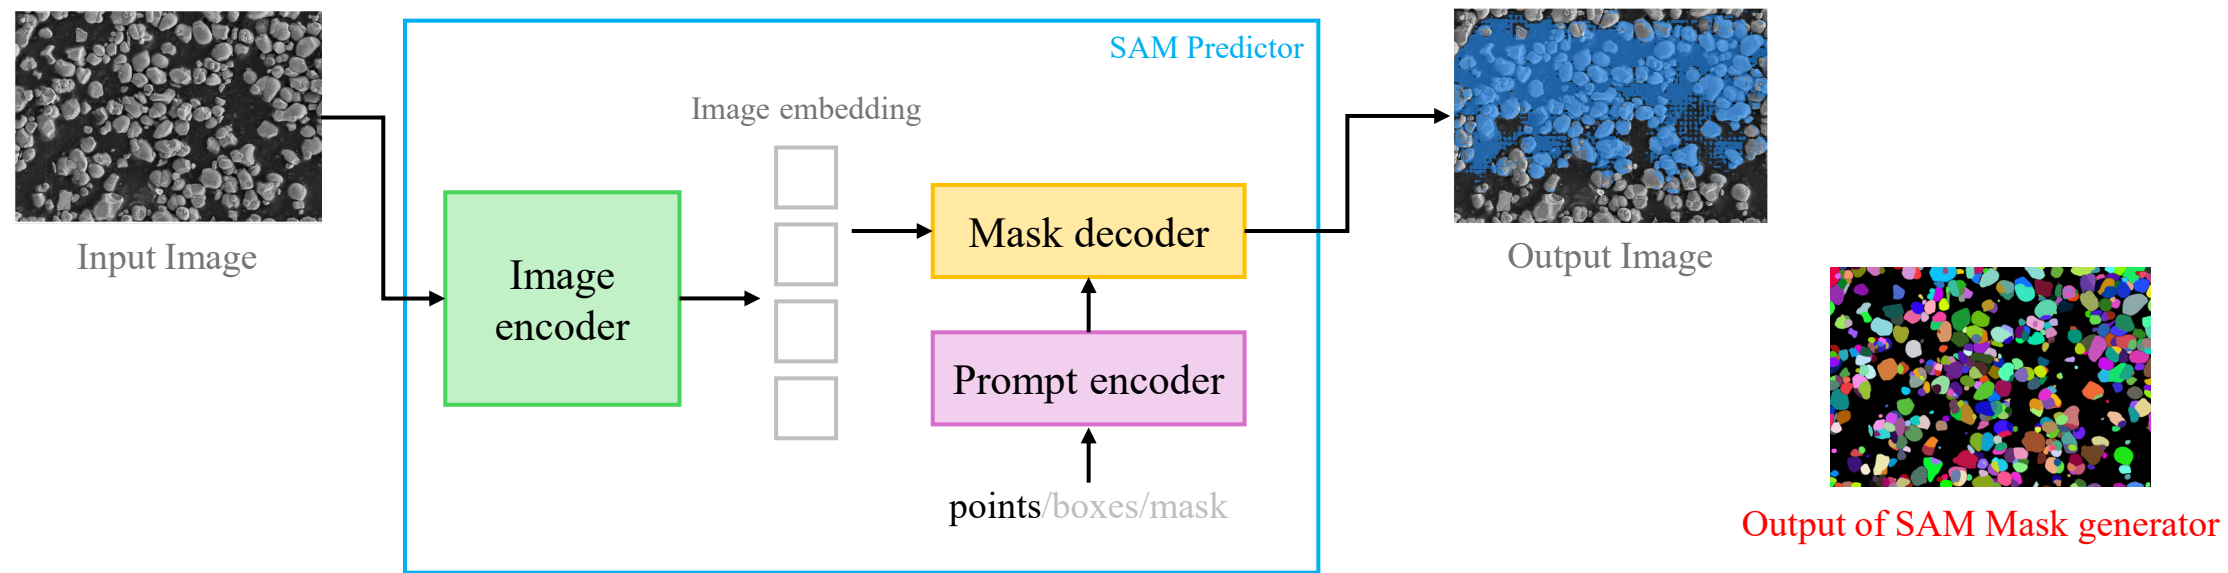 SAM Predictor
Image embedding
Input Image
Image
encoder
Mask decoder
Prompt encoder
points/boxes/mask
Output Image
Output of SAM Mask generator